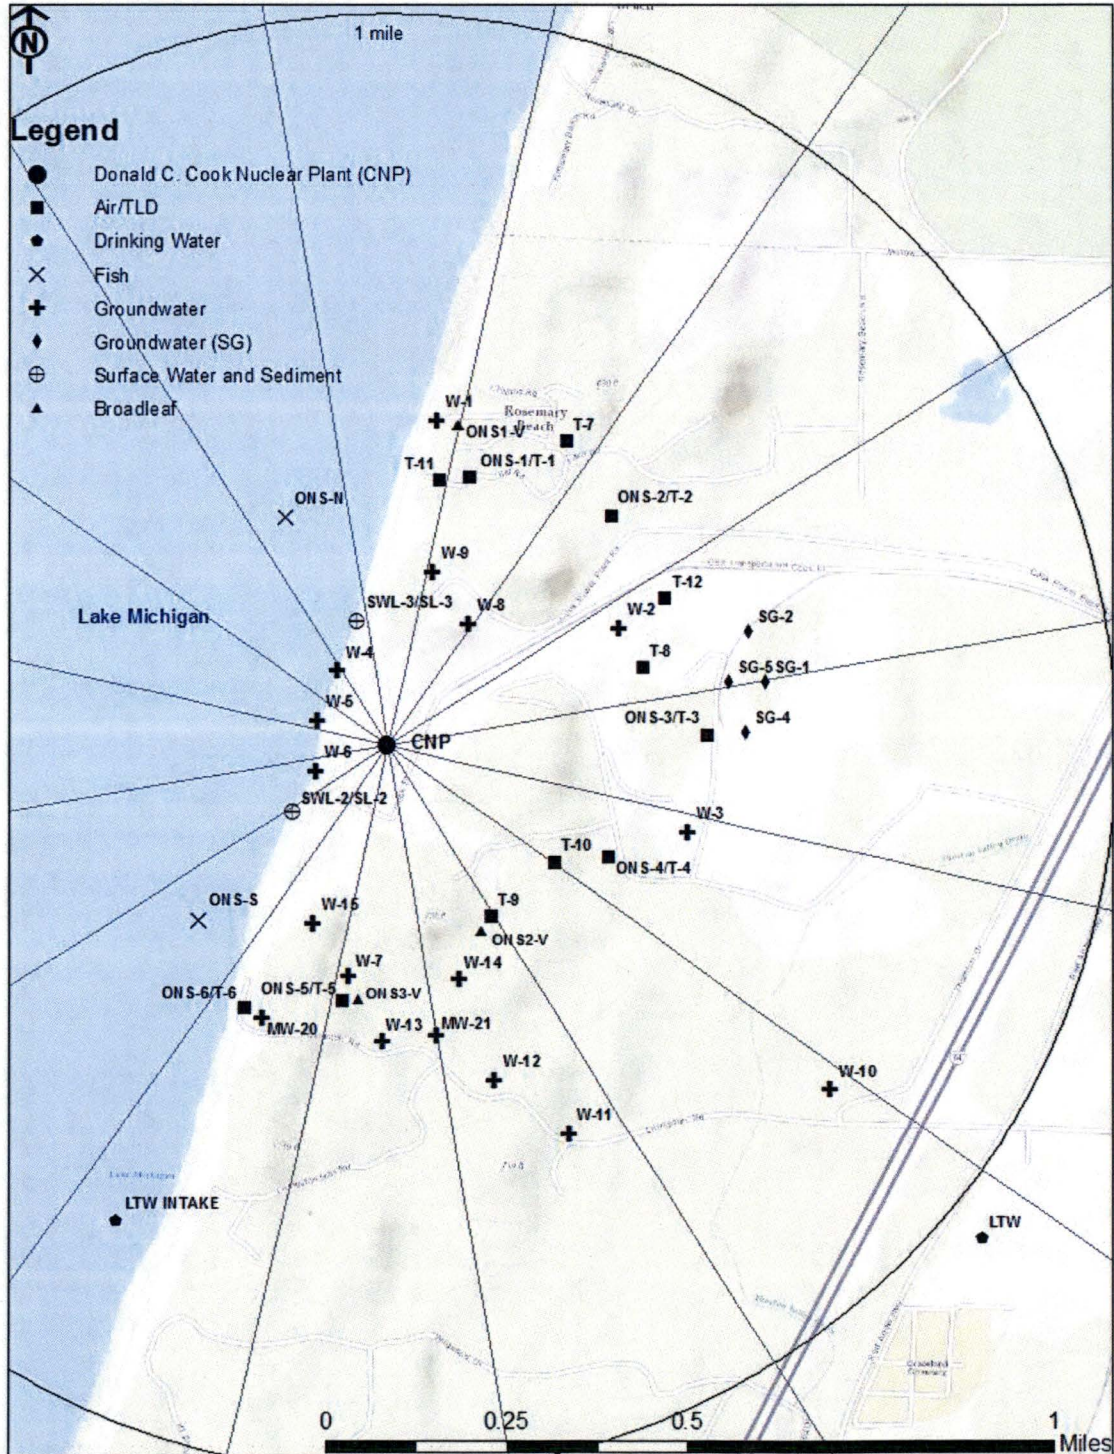 1 mile
N
Legend
Donald C. Cook Nuclear Plant (CNP)
Air/TLD
Drinking Water
Fish
Groundwater
Groundwater (SG)
Surface Water and Sediment
Broadleaf
W-1
Rosemary
Beach
T-7
ONS1-V
T-11
ONS-1/T-1
ONS-N
ONS-2/T-2
W-9
T-12
SWL-3/SL-3
W-8
W-2
SG-2
Lake Michigan
W-4
T-8
SG-5
SG-1
W-5
ONS-3/T-3
SG-4
CNP
W-6
SWL-2/SL-2
W-3
T-10
ONS-4/T-4
ONS-S
W-15
T-9
ONS2-V
W-7
W-14
ONS-6/T-6
ONS-5/T-5
ONS3-V
MW-20
W-13
MW-21
W-12
W-10
W-11
Lake Michigan
LTW INTAKE
LTW
0
0.25
0.5
1
Miles